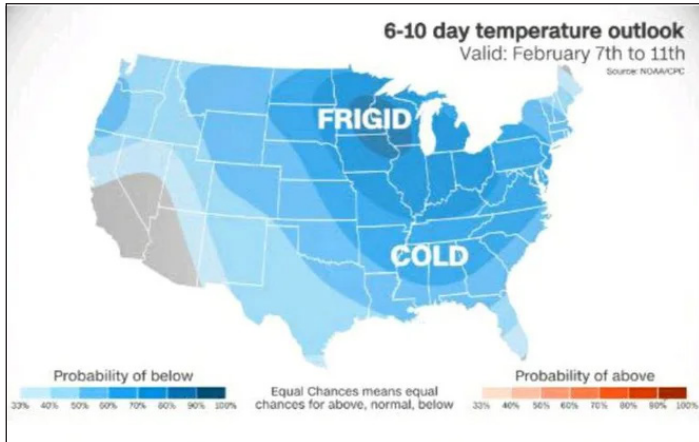 6-10 day temperature outlook
Valid: February 7th to 11th
Source: NOAA/CPC
FRIGID
COLD
Probability of below
33% 40% 50% 60% 70% 80% 90% 100%
Equal Chances means equal
chances for above, normal, below
Probability of above
33% 40% 50% 60% 70% 80% 90% 100%